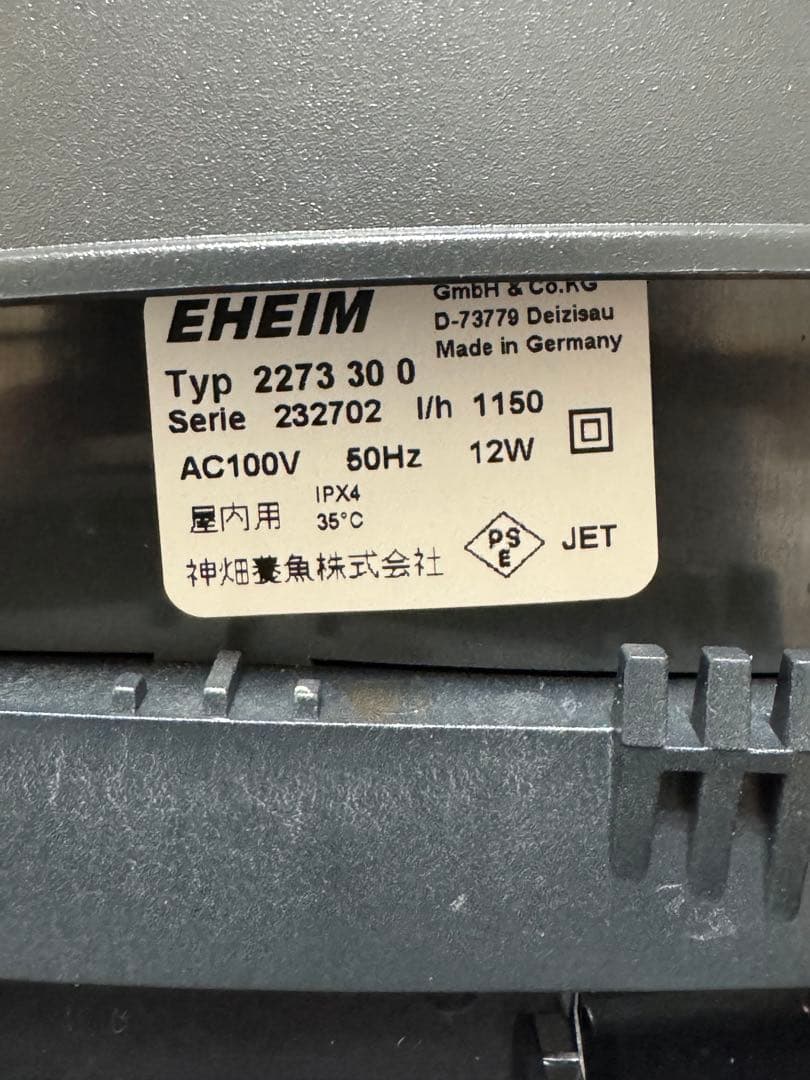 EHEIM
GmbH & Co.KG
D-73779 Deizisau
Made in Germany
Typ 2273 30 0
Serie 232702 l/h 1150
AC100V 50Hz 12W
屋内用 IPX4
35°C
神畑養魚株式会社
PSE JET